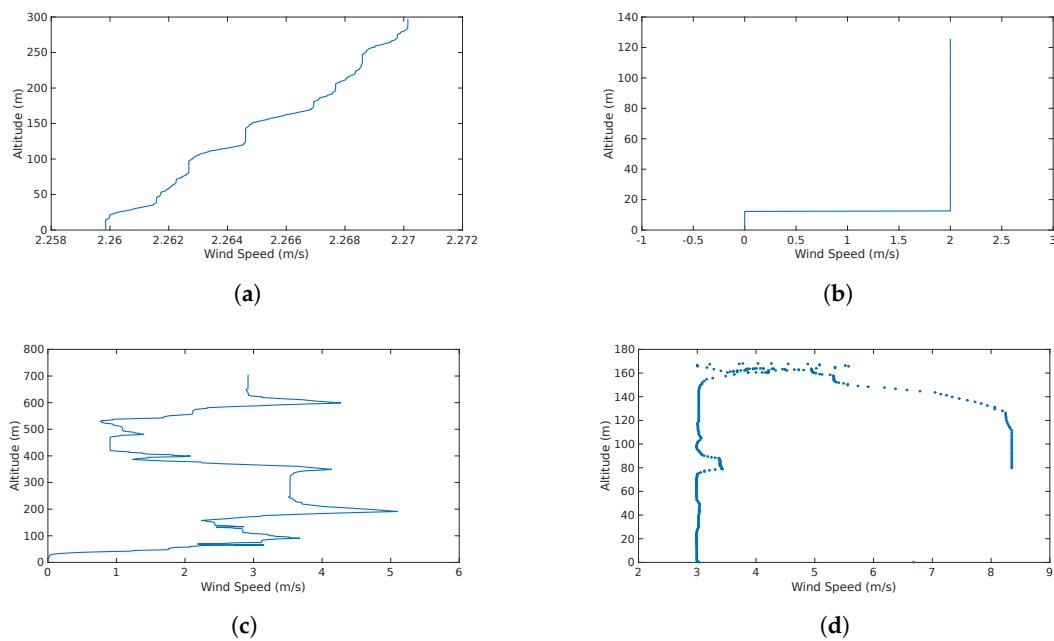 300
250
200
150
100
50
0
Altitude (m)
2.258 2.26 2.262 2.264 2.266 2.268 2.27 2.272
Wind Speed (m/s)
(a)
140
120
100
80
60
40
20
0
Altitude (m)
-1 -0.5 0 0.5 1 1.5 2 2.5 3
Wind Speed (m/s)
(b)
800
700
600
500
400
300
200
100
0
Altitude (m)
0 1 2 3 4 5 6
Wind Speed (m/s)
(c)
180
160
140
120
100
80
60
40
20
0
Altitude (m)
2 3 4 5 6 7 8 9
Wind Speed (m/s)
(d)